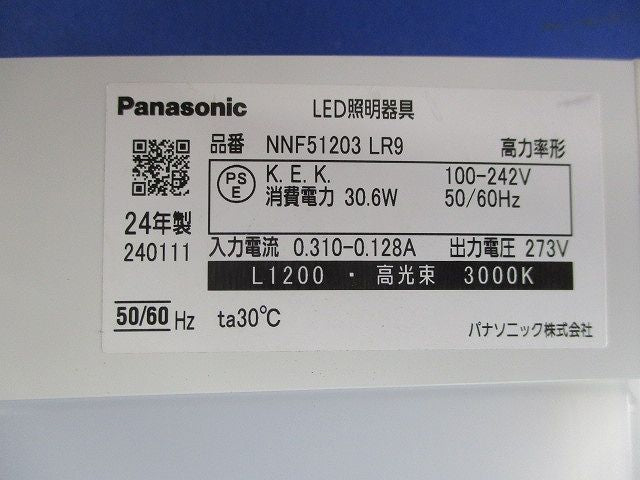 Panasonic LED照明器具
品番 NNF51203 LR9 高力率形
PS
E
K. E. K. 100-242V
消費電力 30.6W 50/60Hz
24年製
240111
入力電流 0.310-0.128A 出力電圧 273V
L1200 ・ 高光束 3000K
50/60 Hz ta30℃
パナソニック株式会社